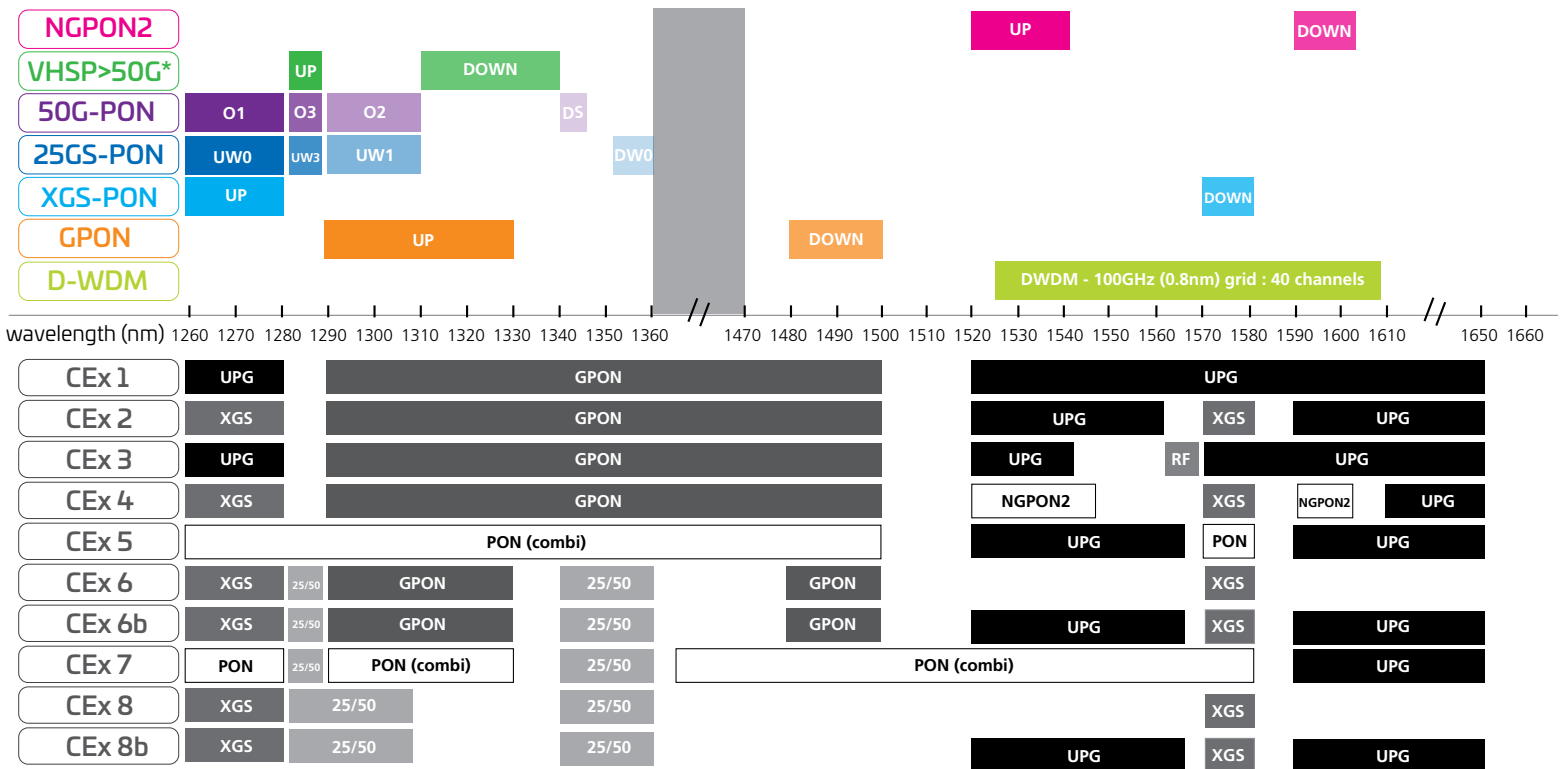 NGPON2 UP DOWN
VHSP>50G* UP DOWN
50G-PON O1 O3 O2 DS
25GS-PON UW0 UW3 UW1 DW0
XGS-PON UP DOWN
GPON UP DOWN
D-WDM DWDM - 100GHz (0.8nm) grid : 40 channels
wavelength (nm) 1260 1270 1280 1290 1300 1310 1320 1330 1340 1350 1360 1470 1480 1490 1500 1510 1520 1530 1540 1550 1560 1570 1580 1590 1600 1610 1650 1660
CEx 1 UPG GPON UPG
CEx 2 XGS GPON UPG XGS UPG
CEx 3 UPG GPON UPG RF UPG
CEx 4 XGS GPON NGPON2 XGS NGPON2 UPG
CEx 5 PON (combi) UPG PON UPG
CEx 6 XGS 25/50 GPON 25/50 GPON XGS
CEx 6b XGS 25/50 GPON 25/50 GPON UPG XGS UPG
CEx 7 PON 25/50 PON (combi) 25/50 PON (combi) UPG
CEx 8 XGS 25/50 25/50 XGS
CEx 8b XGS 25/50 25/50 UPG XGS UPG